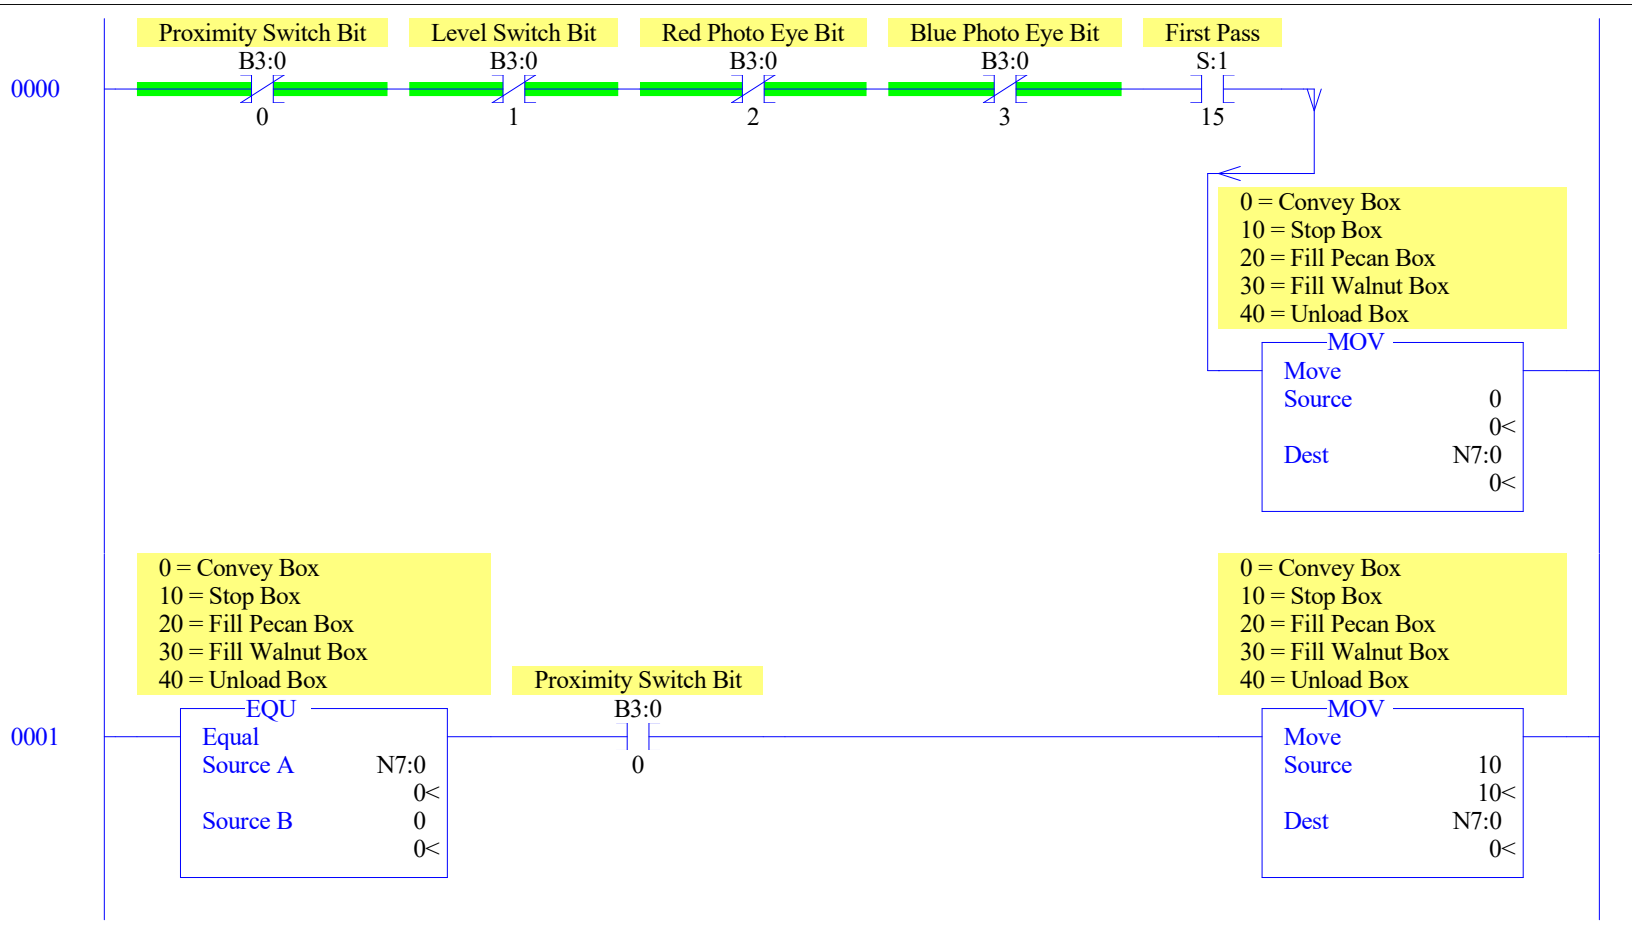 Proximity Switch Bit Level Switch Bit Red Photo Eye Bit Blue Photo Eye Bit First Pass
B3:0 B3:0 B3:0 B3:0 S:1
0000
0 1 2 3 15
0 = Convey Box
10 = Stop Box
20 = Fill Pecan Box
30 = Fill Walnut Box
40 = Unload Box
MOV
Move
Source 0
0<
Dest N7:0
0<
0 = Convey Box
10 = Stop Box
20 = Fill Pecan Box
30 = Fill Walnut Box
40 = Unload Box
EQU
0001
Equal
Source A N7:0
0<
Source B 0
0<
Proximity Switch Bit
B3:0
0
0 = Convey Box
10 = Stop Box
20 = Fill Pecan Box
30 = Fill Walnut Box
40 = Unload Box
MOV
Move
Source 10
10<
Dest N7:0
0<